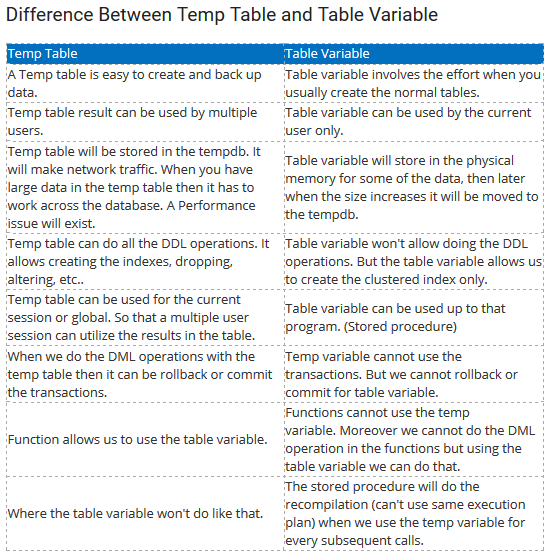 Difference Between Temp Table and Table Variable
Temp Table
Table Variable
A Temp table is easy to create and back up
data.
Table variable involves the effort when you
usually create the normal tables.
Temp table result can be used by multiple
users.
Table variable can be used by the current
user only.
Temp table will be stored in the tempdb. It
will make network traffic. When you have
large data in the temp table then it has to
work across the database. A Performance
issue will exist.
Table variable will store in the physical
memory for some of the data, then later
when the size increases it will be moved to
the tempdb.
Temp table can do all the DDL operations. It
allows creating the indexes, dropping,
altering, etc..
Table variable won't allow doing the DDL
operations. But the table variable allows us
to create the clustered index only.
Temp table can be used for the current
session or global. So that a multiple user
session can utilize the results in the table.
Table variable can be used up to that
program. (Stored procedure)
When we do the DML operations with the
temp table then it can be rollback or commit
the transactions.
Temp variable cannot use the
transactions. But we cannot rollback or
commit for table variable.
Function allows us to use the table variable.
Functions cannot use the temp
variable. Moreover we cannot do the DML
operation in the functions but using the
table variable we can do that.
Where the table variable won't do like that.
The stored procedure will do the
recompilation (can't use same execution
plan) when we use the temp variable for
every subsequent calls.